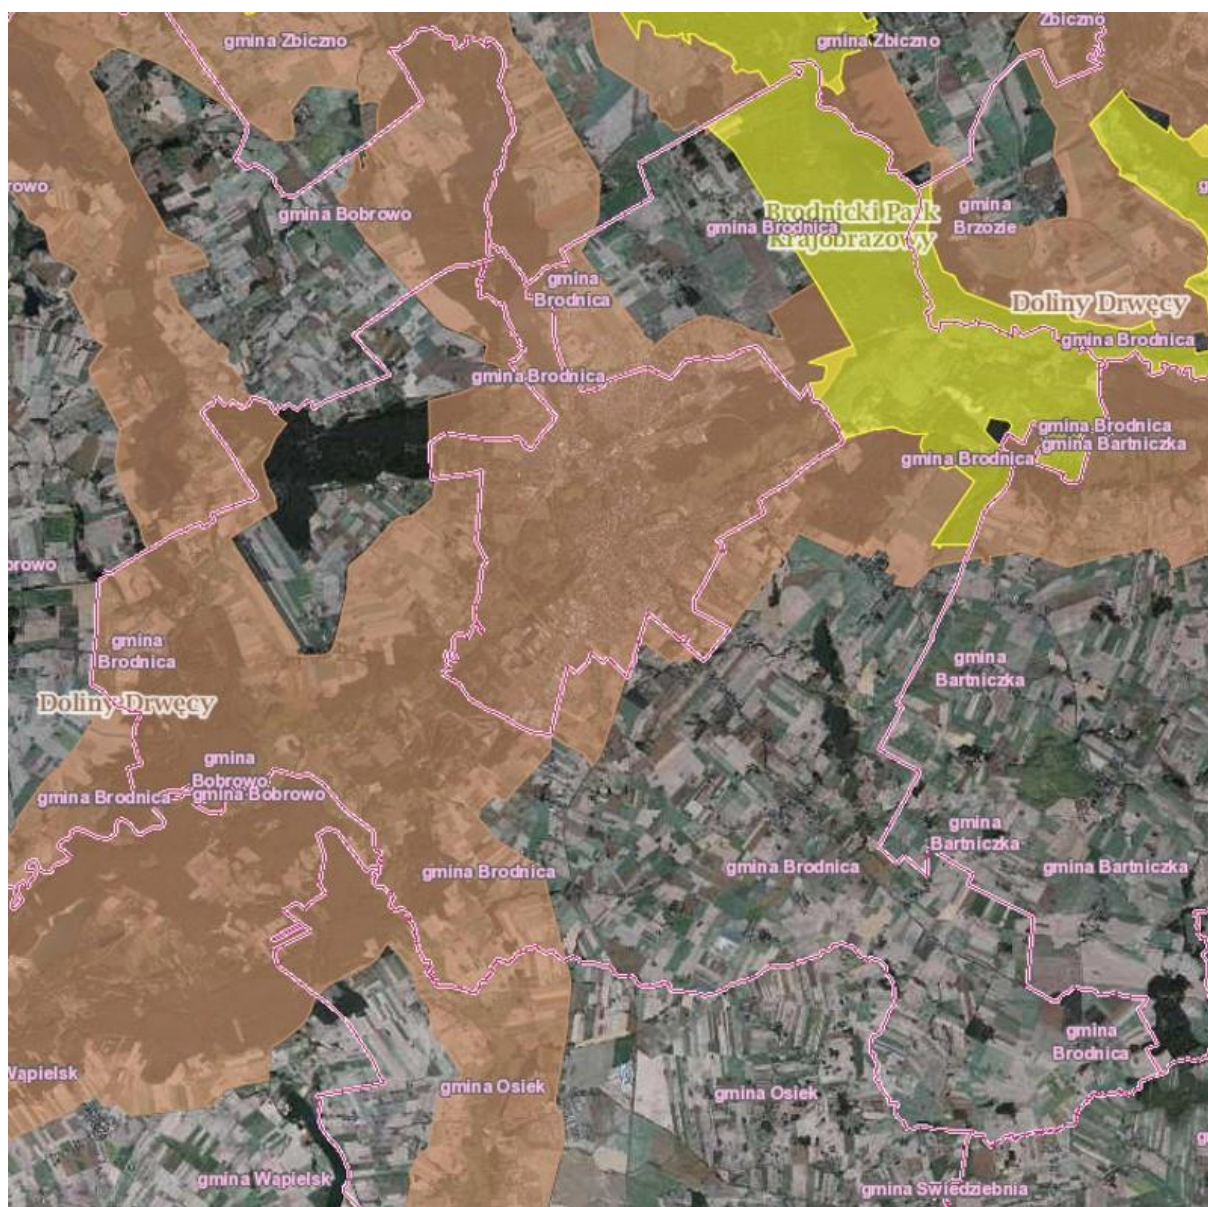 Zbiczno
gmina Zbiczno
gmina Zbiczno
rowo
gmina Bobrowo
gmina
Brzozie
Brodnicki Park
Krajobrazowy
gmina Brodnica
gmina
Brodnica
Doliny Drwęcy
gmina Brodnica
gmina Brodnica
gmina Brodnica
gmina Bartniczka
gmina Brodnica
browo
gmina
Brodnica
gmina
Bartniczka
Doliny Drwęcy
gmina
Bobrowo
gmina Brodnica
gmina Bobrowo
gmina
Bartniczka
gmina Brodnica
gmina Brodnica
gmina Bartniczka
gmina
Brodnica
Wąpielsk
gmina Osiek
gmina Osiek
gmina Wąpielsk
gmina Świedziebnia